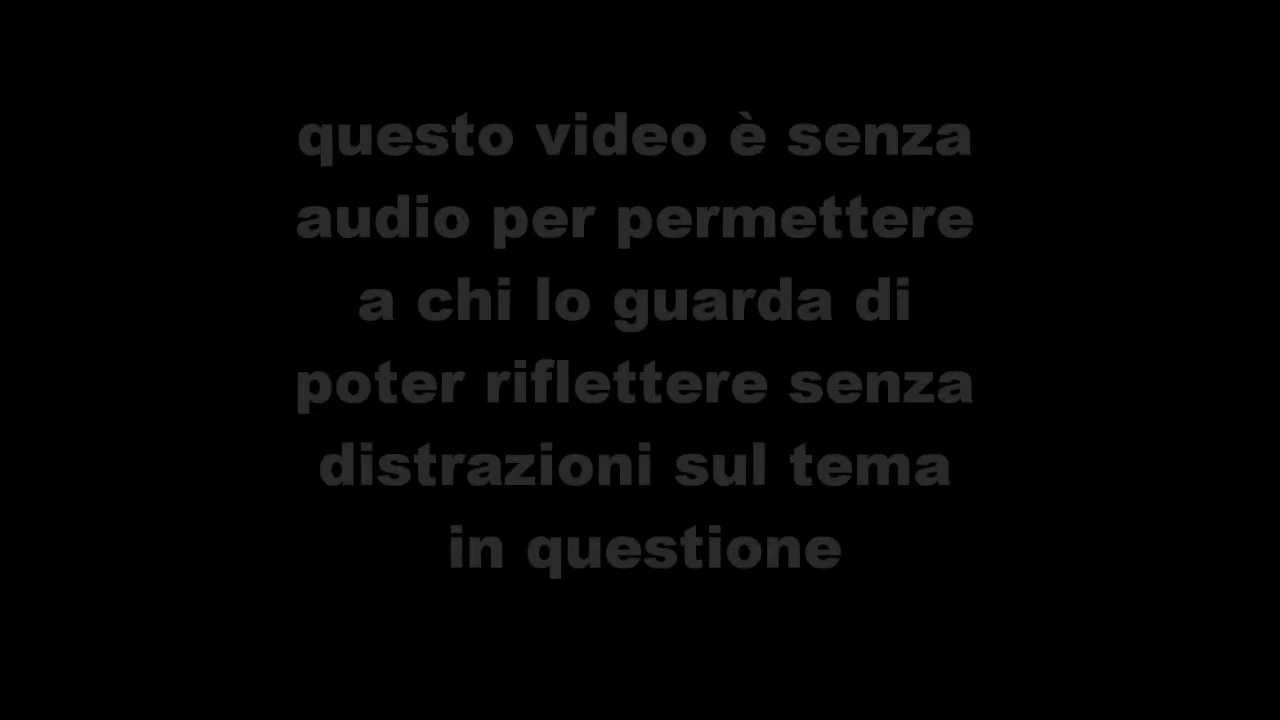 questo video è senza
audio per permettere
a chi lo guarda di
poter riflettere senza
distrazioni sul tema
in questione